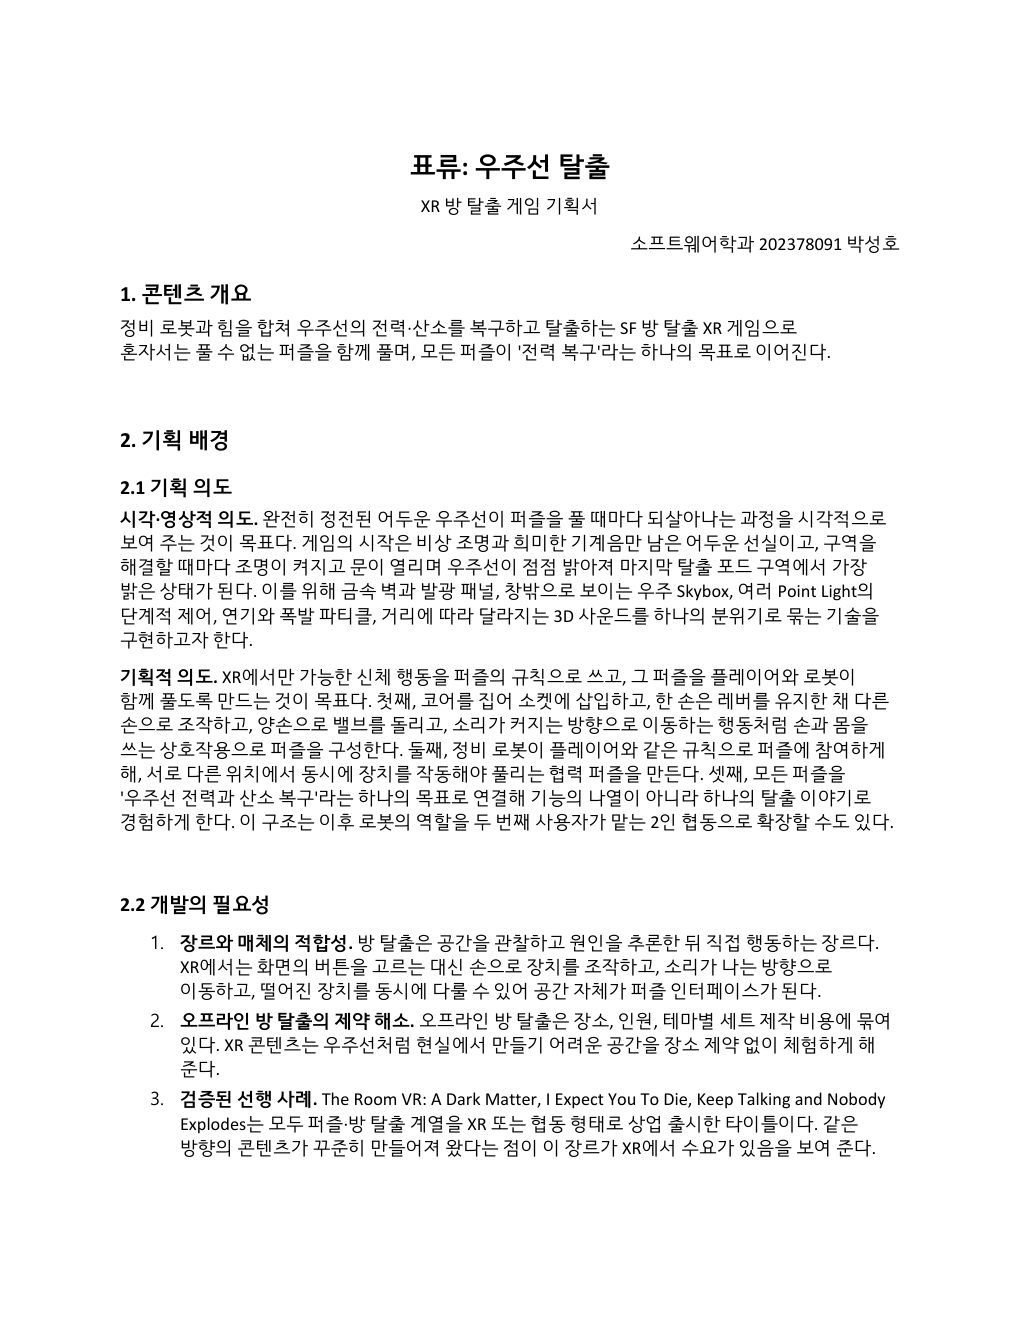 표류: 우주선 탈출
XR 방 탈출 게임 기획서
소프트웨어학과 202378091 박성호
1. 콘텐츠 개요
정비 로봇과 힘을 합쳐 우주선의 전력·산소를 복구하고 탈출하는 SF 방 탈출 XR 게임으로
혼자서는 풀 수 없는 퍼즐을 함께 풀며, 모든 퍼즐이 '전력 복구'라는 하나의 목표로 이어진다.
2. 기획 배경
2.1 기획 의도
시각·영상적 의도. 완전히 정전된 어두운 우주선이 퍼즐을 풀 때마다 되살아나는 과정을 시각적으로
보여 주는 것이 목표다. 게임의 시작은 비상 조명과 희미한 기계음만 남은 어두운 선실이고, 구역을
해결할 때마다 조명이 켜지고 문이 열리며 우주선이 점점 밝아져 마지막 탈출 포드 구역에서 가장
밝은 상태가 된다. 이를 위해 금속 벽과 발광 패널, 창밖으로 보이는 우주 Skybox, 여러 Point Light의
단계적 제어, 연기와 폭발 파티클, 거리에 따라 달라지는 3D 사운드를 하나의 분위기로 묶는 기술을
구현하고자 한다.
기획적 의도. XR에서만 가능한 신체 행동을 퍼즐의 규칙으로 쓰고, 그 퍼즐을 플레이어와 로봇이
함께 풀도록 만드는 것이 목표다. 첫째, 코어를 집어 소켓에 삽입하고, 한 손은 레버를 유지한 채 다른
손으로 조작하고, 양손으로 밸브를 돌리고, 소리가 커지는 방향으로 이동하는 행동처럼 손과 몸을
쓰는 상호작용으로 퍼즐을 구성한다. 둘째, 정비 로봇이 플레이어와 같은 규칙으로 퍼즐에 참여하게
해, 서로 다른 위치에서 동시에 장치를 작동해야 풀리는 협력 퍼즐을 만든다. 셋째, 모든 퍼즐을
'우주선 전력과 산소 복구'라는 하나의 목표로 연결해 기능의 나열이 아니라 하나의 탈출 이야기로
경험하게 한다. 이 구조는 이후 로봇의 역할을 두 번째 사용자가 맡는 2인 협동으로 확장할 수도 있다.
2.2 개발의 필요성
1. 장르와 매체의 적합성. 방 탈출은 공간을 관찰하고 원인을 추론한 뒤 직접 행동하는 장르다.
XR에서는 화면의 버튼을 고르는 대신 손으로 장치를 조작하고, 소리가 나는 방향으로
이동하고, 떨어진 장치를 동시에 다룰 수 있어 공간 자체가 퍼즐 인터페이스가 된다.
2. 오프라인 방 탈출의 제약 해소. 오프라인 방 탈출은 장소, 인원, 테마별 세트 제작 비용에 묶여
있다. XR 콘텐츠는 우주선처럼 현실에서 만들기 어려운 공간을 장소 제약 없이 체험하게 해
준다.
3. 검증된 선행 사례. The Room VR: A Dark Matter, I Expect You To Die, Keep Talking and Nobody
Explodes는 모두 퍼즐·방 탈출 계열을 XR 또는 협동 형태로 상업 출시한 타이틀이다. 같은
방향의 콘텐츠가 꾸준히 만들어져 왔다는 점이 이 장르가 XR에서 수요가 있음을 보여 준다.